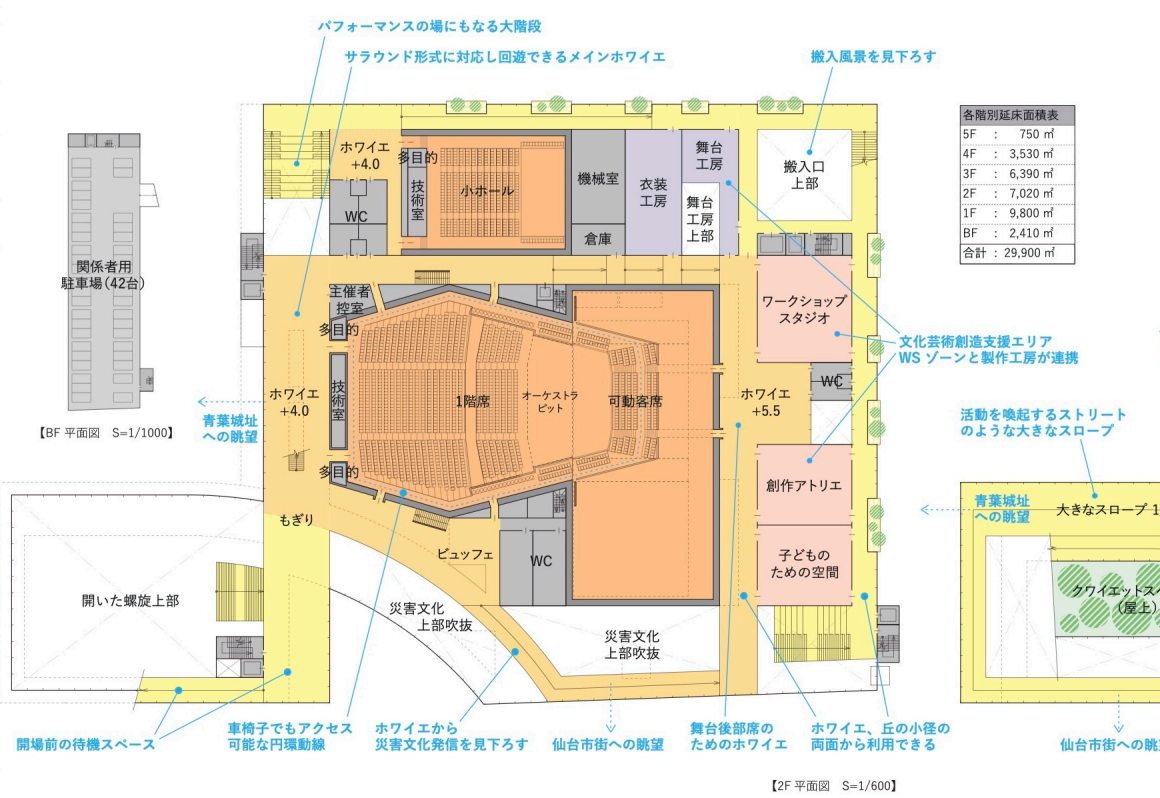 パフォーマンスの場にもなる大階段
サラウンド形式に対応し回遊できるメインホワイエ
搬入風景を見下ろす
各階別延床面積表
5F : 750 ㎡
4F : 3,530 ㎡
3F : 6,390 ㎡
2F : 7,020 ㎡
1F : 9,800 ㎡
BF : 2,410 ㎡
合計 : 29,900 ㎡
関係者用
駐車場(42台)
【BF 平面図 S=1/1000】
ホワイエ
+4.0
多目的
技術室
小ホール
WC
機械室
倉庫
衣装
工房
舞台
工房
舞台
工房
上部
搬入口
上部
主催者
控室
多目的
技術室
多目的
ホワイエ
+4.0
1階席
オーケストラ
ピット
可動客席
ホワイエ
+5.5
ワークショップ
スタジオ
WC
創作アトリエ
子どもの
ための空間
文化芸術創造支援エリア
WS ゾーンと製作工房が連携
青葉城址
への眺望
もぎり
ビュッフェ
WC
開いた螺旋上部
災害文化
上部吹抜
災害文化
上部吹抜
活動を喚起するストリート
のような大きなスロープ
青葉城址
への眺望
大きなスロープ 1
クワイエットスペ
(屋上)
開場前の待機スペース
車椅子でもアクセス
可能な円環動線
ホワイエから
災害文化発信を見下ろす
仙台市街への眺望
舞台後部席の
ためのホワイエ
ホワイエ、丘の小径の
両面から利用できる
仙台市街への眺
【2F 平面図 S=1/600】